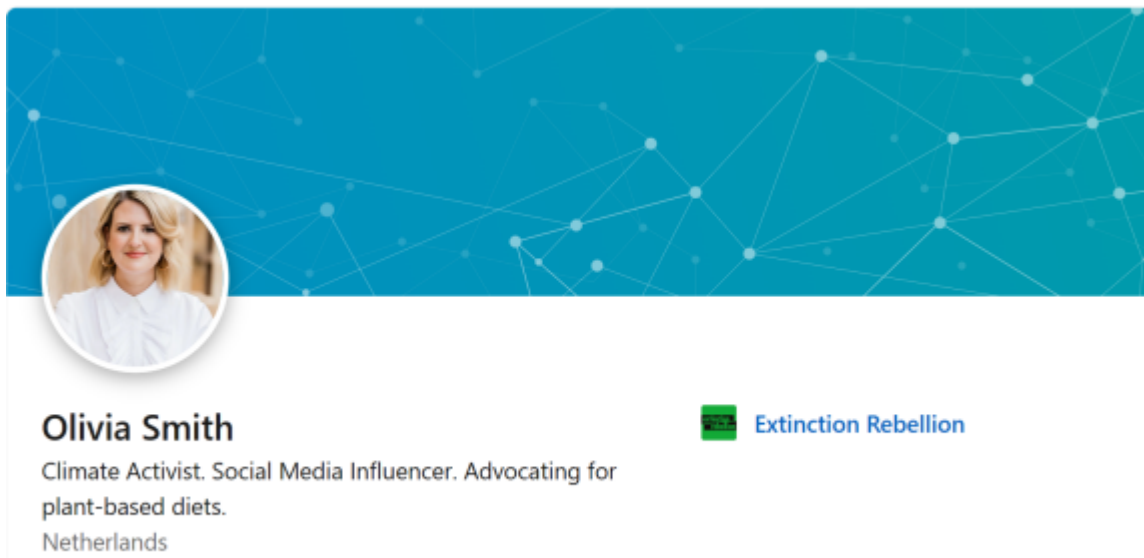 Olivia Smith
Extinction Rebellion
Climate Activist. Social Media Influencer. Advocating for
plant-based diets.
Netherlands